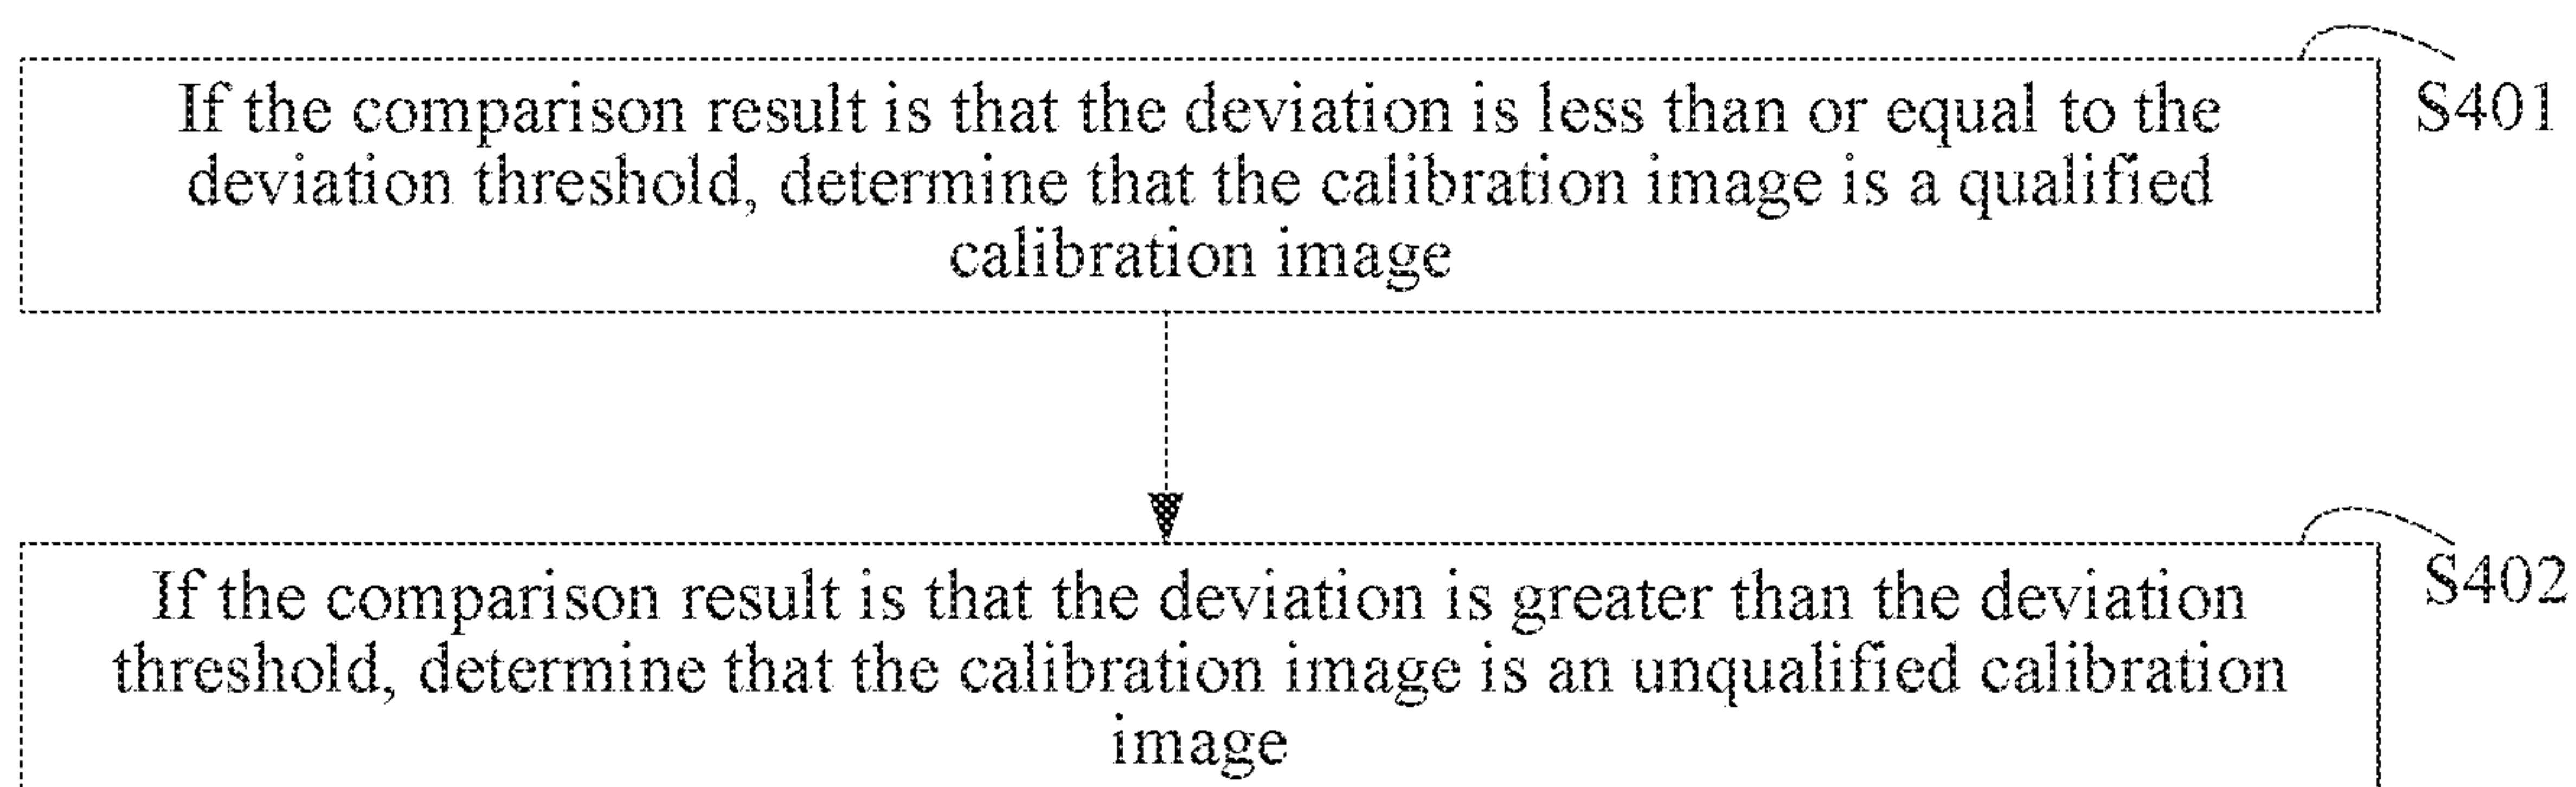 If the comparison result is that the deviation is less than or equal to the
S401
deviation threshold, determine that the calibration image is a qualified
calibration image
If the comparison result is that the deviation is greater than the deviation
S402
threshold, determine that the calibration image is an unqualified calibration
image